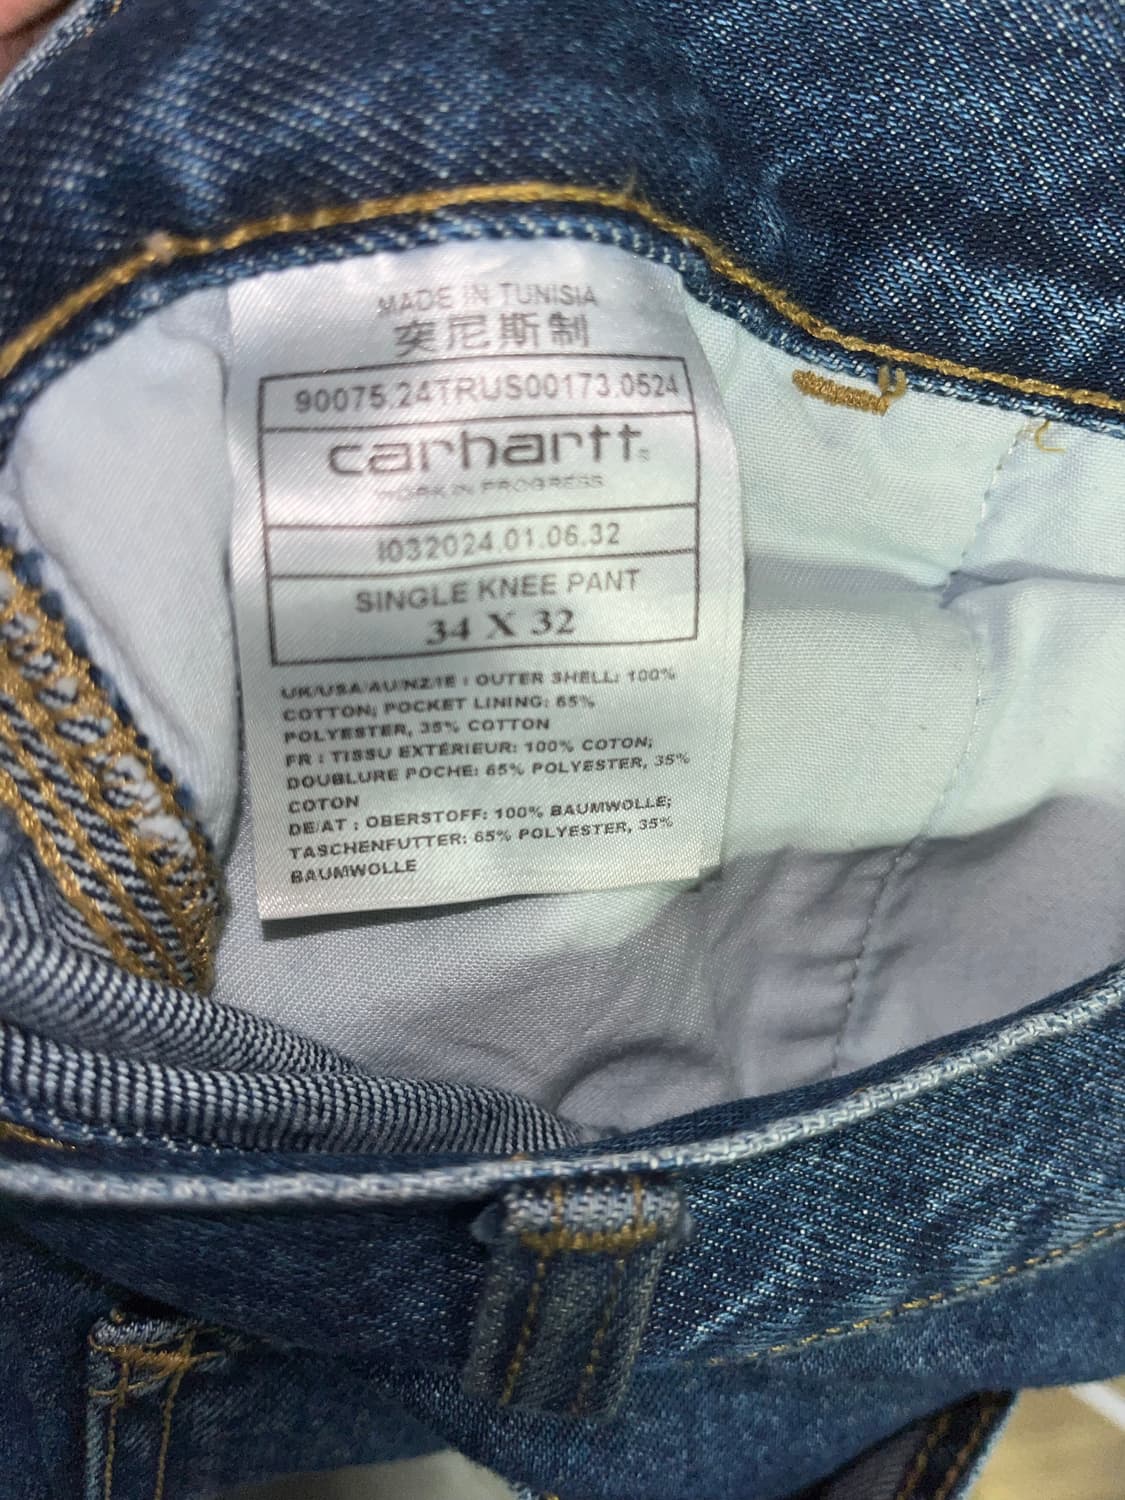 MADE IN TUNISIA
突尼斯制
90075.24TRUS00173.0524
carhartt®
WORK IN PROGRESS
I032024.01.06.32
SINGLE KNEE PANT
34 X 32
UK/USA/AU/NZ/IE : OUTER SHELL: 100%
COTTON; POCKET LINING: 65%
POLYESTER, 35% COTTON
FR : TISSU EXTÉRIEUR: 100% COTON;
DOUBLURE POCHE: 65% POLYESTER, 35%
COTON
DE/AT : OBERSTOFF: 100% BAUMWOLLE;
TASCHENFUTTER: 65% POLYESTER, 35%
BAUMWOLLE